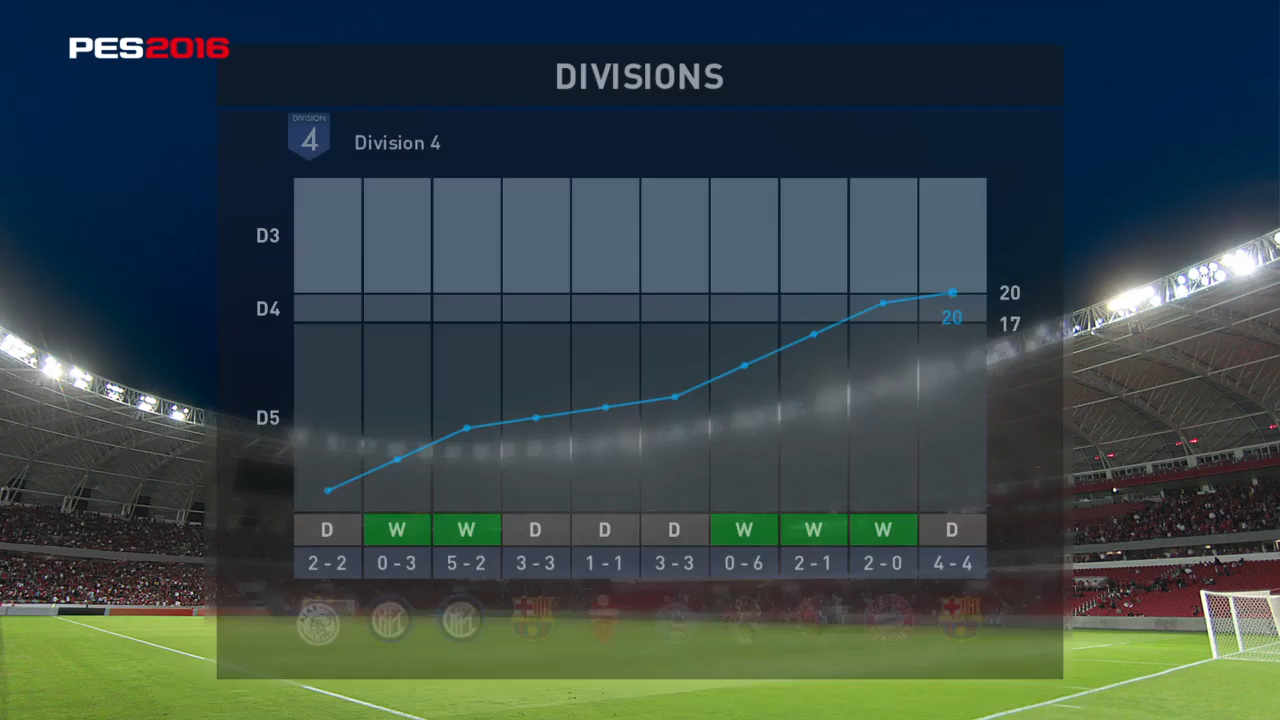 PES2016
DIVISIONS
DIVISION
4
Division 4
D3
D4
D5
20
17
20
D W W D D D W W W D
2 - 2 0 - 3 5 - 2 3 - 3 1 - 1 3 - 3 0 - 6 2 - 1 2 - 0 4 - 4